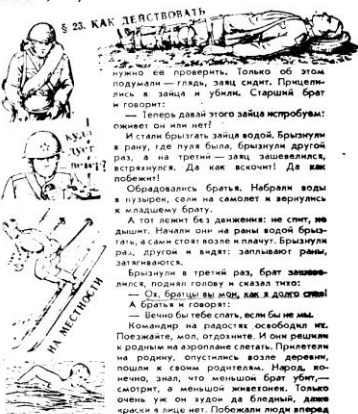 § 23. КАК ДЕЙСТВОВАТЬ
нужно ее проверить. Только об этом
подумали — глядь, заяц сидит. Прицели-
лись в зайца и убили. Старший брат
и говорит:
— Теперь давай этого зайца испробуем:
оживет он или нет?
И стали брызгать зайца водой. Брызнули
в рану, где пуля была, брызнули другой
раз, а на третий — заяц зашевелился,
встряхнулся. Да как вскочит! Да как
побежит!
Обрадовались братья. Набрали воды
в пузырек, сели на самолет и вернулись
к младшему брату.
А тот лежит без движения: не спит, не
дышит. Начали они на раны водой брыз-
гать, а сами стоят возле и плачут. Брызнули
раз, другой и видят: заплывают раны,
затягиваются.
Брызнули в третий раз, брат зашеве-
лился, поднял голову и сказал тихо:
— Ох, братцы вы мои, как я долго спал!
А братья и говорят:
— Вечно бы тебе спать, если бы не мы.
Командир на радостях освободил их.
Поезжайте, мол, отдохните. И они решили
к родным на аэроплане слетать. Прилетели
на родину, опустились возле деревни,
пошли к своим родителям. Народ, ко-
нечно, знал, что меньшой брат убит,—
смотрит, а меньшой живехонек. Только
очень уж он худой да бледный, даже
краски в лице нет. Побежали люди вперед
КУДА
ДУЕТ
МЕСТНОСТИ